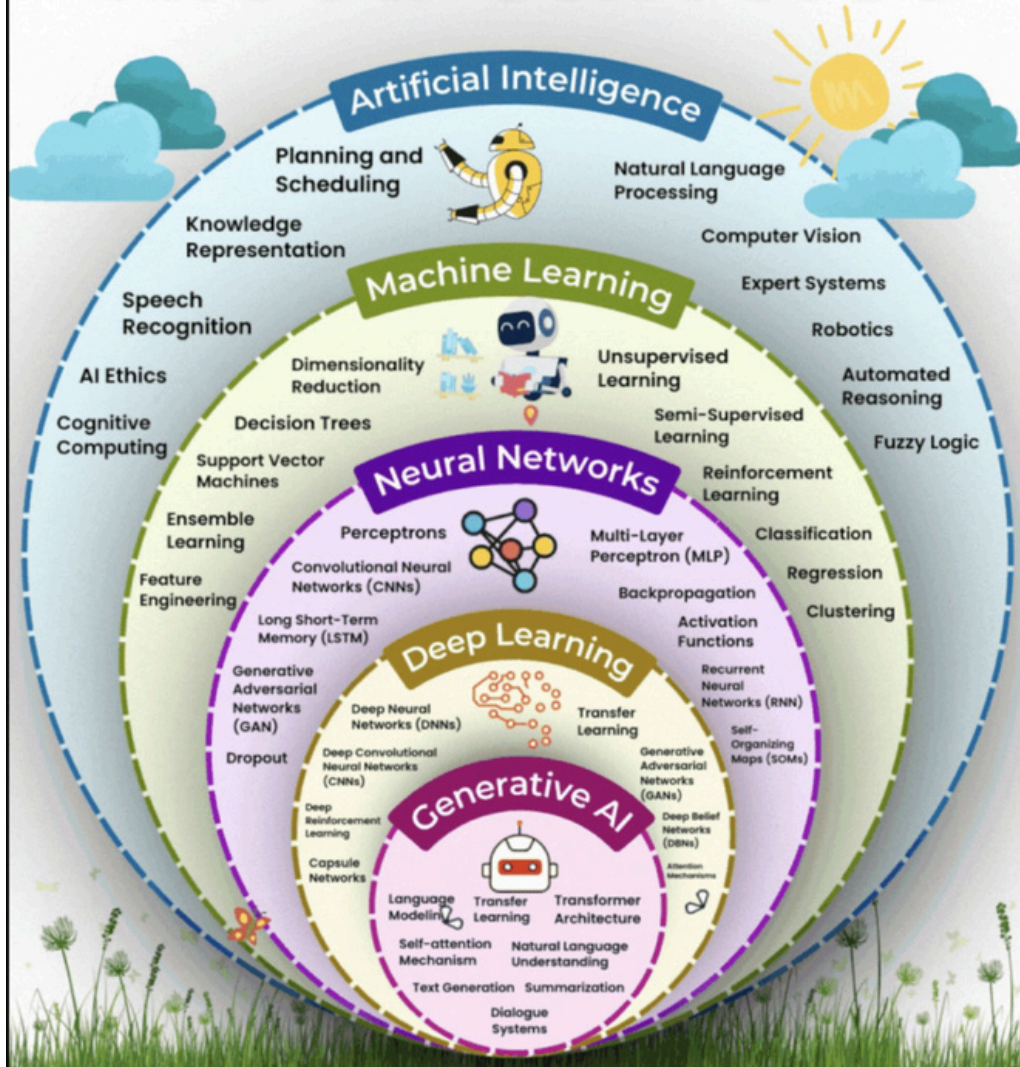 Artificial Intelligence
Planning and
Scheduling
Natural Language
Processing
Knowledge
Representation
Computer Vision
Speech
Recognition
Expert Systems
Robotics
AI Ethics
Automated
Reasoning
Cognitive
Computing
Fuzzy Logic
Machine Learning
Dimensionality
Reduction
Unsupervised
Learning
Decision Trees
Semi-Supervised
Learning
Support Vector
Machines
Reinforcement
Learning
Ensemble
Learning
Classification
Feature
Engineering
Regression
Clustering
Neural Networks
Perceptrons
Multi-Layer
Perceptron (MLP)
Convolutional Neural
Networks (CNNs)
Backpropagation
Long Short-Term
Memory (LSTM)
Activation
Functions
Generative
Adversarial
Networks
(GAN)
Recurrent
Neural
Networks (RNN)
Dropout
Self-
Organizing
Maps (SOMs)
Deep Learning
Deep Neural
Networks (DNNs)
Transfer
Learning
Deep Convolutional
Neural Networks
(CNNs)
Generative
Adversarial
Networks
(GANs)
Deep
Reinforcement
Learning
Deep Belief
Networks
(DBNs)
Capsule
Networks
Attention
Mechanisms
Generative AI
Language
Modeling
Transfer
Learning
Transformer
Architecture
Self-attention
Mechanism
Natural Language
Understanding
Text Generation
Summarization
Dialogue
Systems